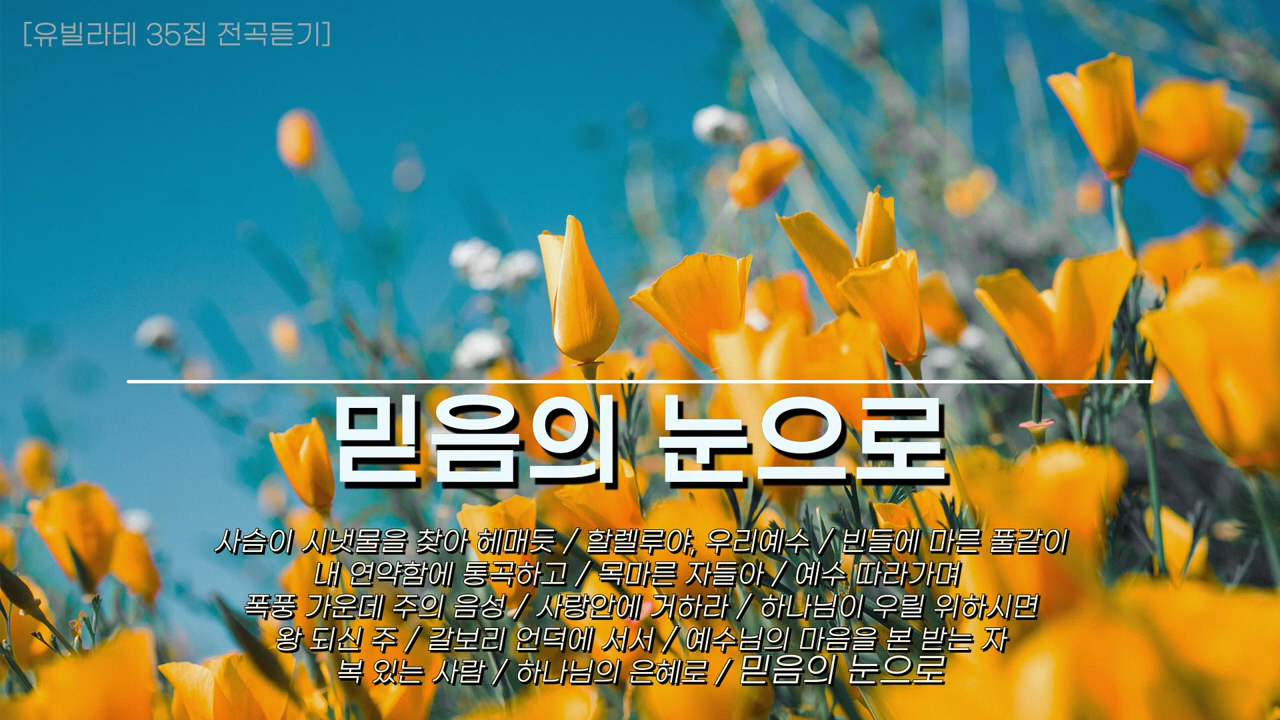 [유빌라테 35집 전곡듣기]
믿음의 눈으로
사슴이 시냇물을 찾아 헤매듯 / 할렐루야, 우리예수 / 빈들에 마른 풀같이
내 연약함에 통곡하고 / 목마른 자들아 / 예수 따라가며
폭풍 가운데 주의 음성 / 사랑안에 거하라 / 하나님이 우릴 위하시면
왕 되신 주 / 갈보리 언덕에 서서 / 예수님의 마음을 본 받는 자
복 있는 사람 / 하나님의 은혜로 / 믿음의 눈으로